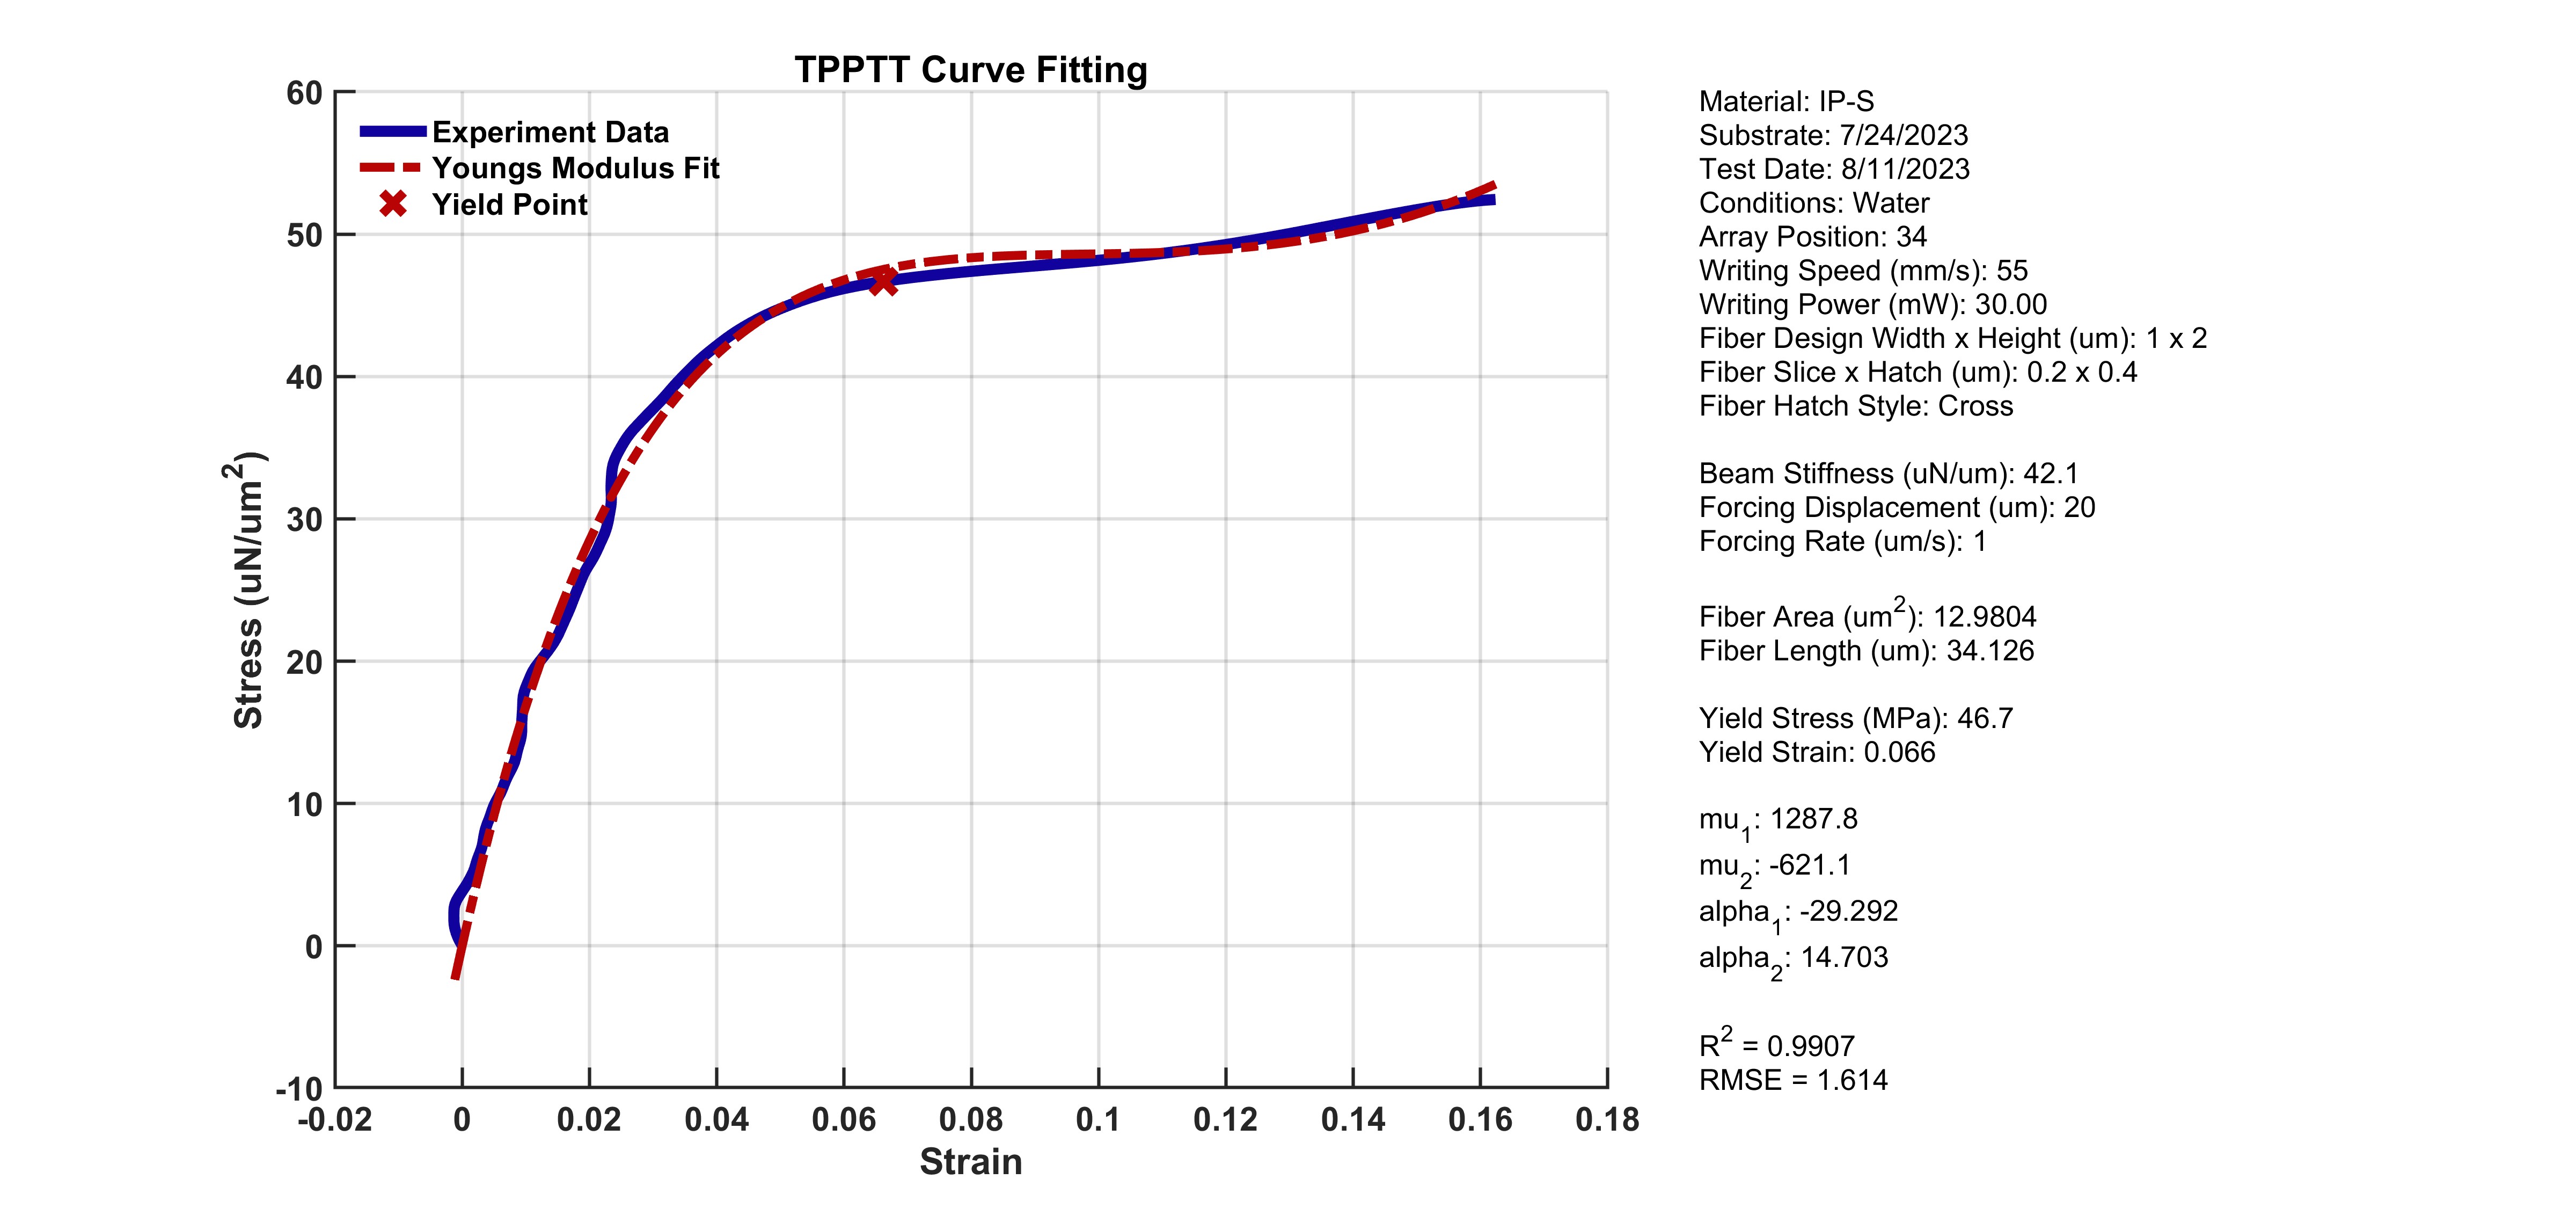 TPPTT Curve Fitting
60
50
40
30
20
10
0
-10
Stress (uN/um²)
Experiment Data
Youngs Modulus Fit
Yield Point
-0.02 0 0.02 0.04 0.06 0.08 0.1 0.12 0.14 0.16 0.18
Strain
Material: IP-S
Substrate: 7/24/2023
Test Date: 8/11/2023
Conditions: Water
Array Position: 34
Writing Speed (mm/s): 55
Writing Power (mW): 30.00
Fiber Design Width x Height (um): 1 x 2
Fiber Slice x Hatch (um): 0.2 x 0.4
Fiber Hatch Style: Cross
Beam Stiffness (uN/um): 42.1
Forcing Displacement (um): 20
Forcing Rate (um/s): 1
Fiber Area (um²): 12.9804
Fiber Length (um): 34.126
Yield Stress (MPa): 46.7
Yield Strain: 0.066
mu₁: 1287.8
mu₂: -621.1
alpha₁: -29.292
alpha₂: 14.703
R² = 0.9907
RMSE = 1.614